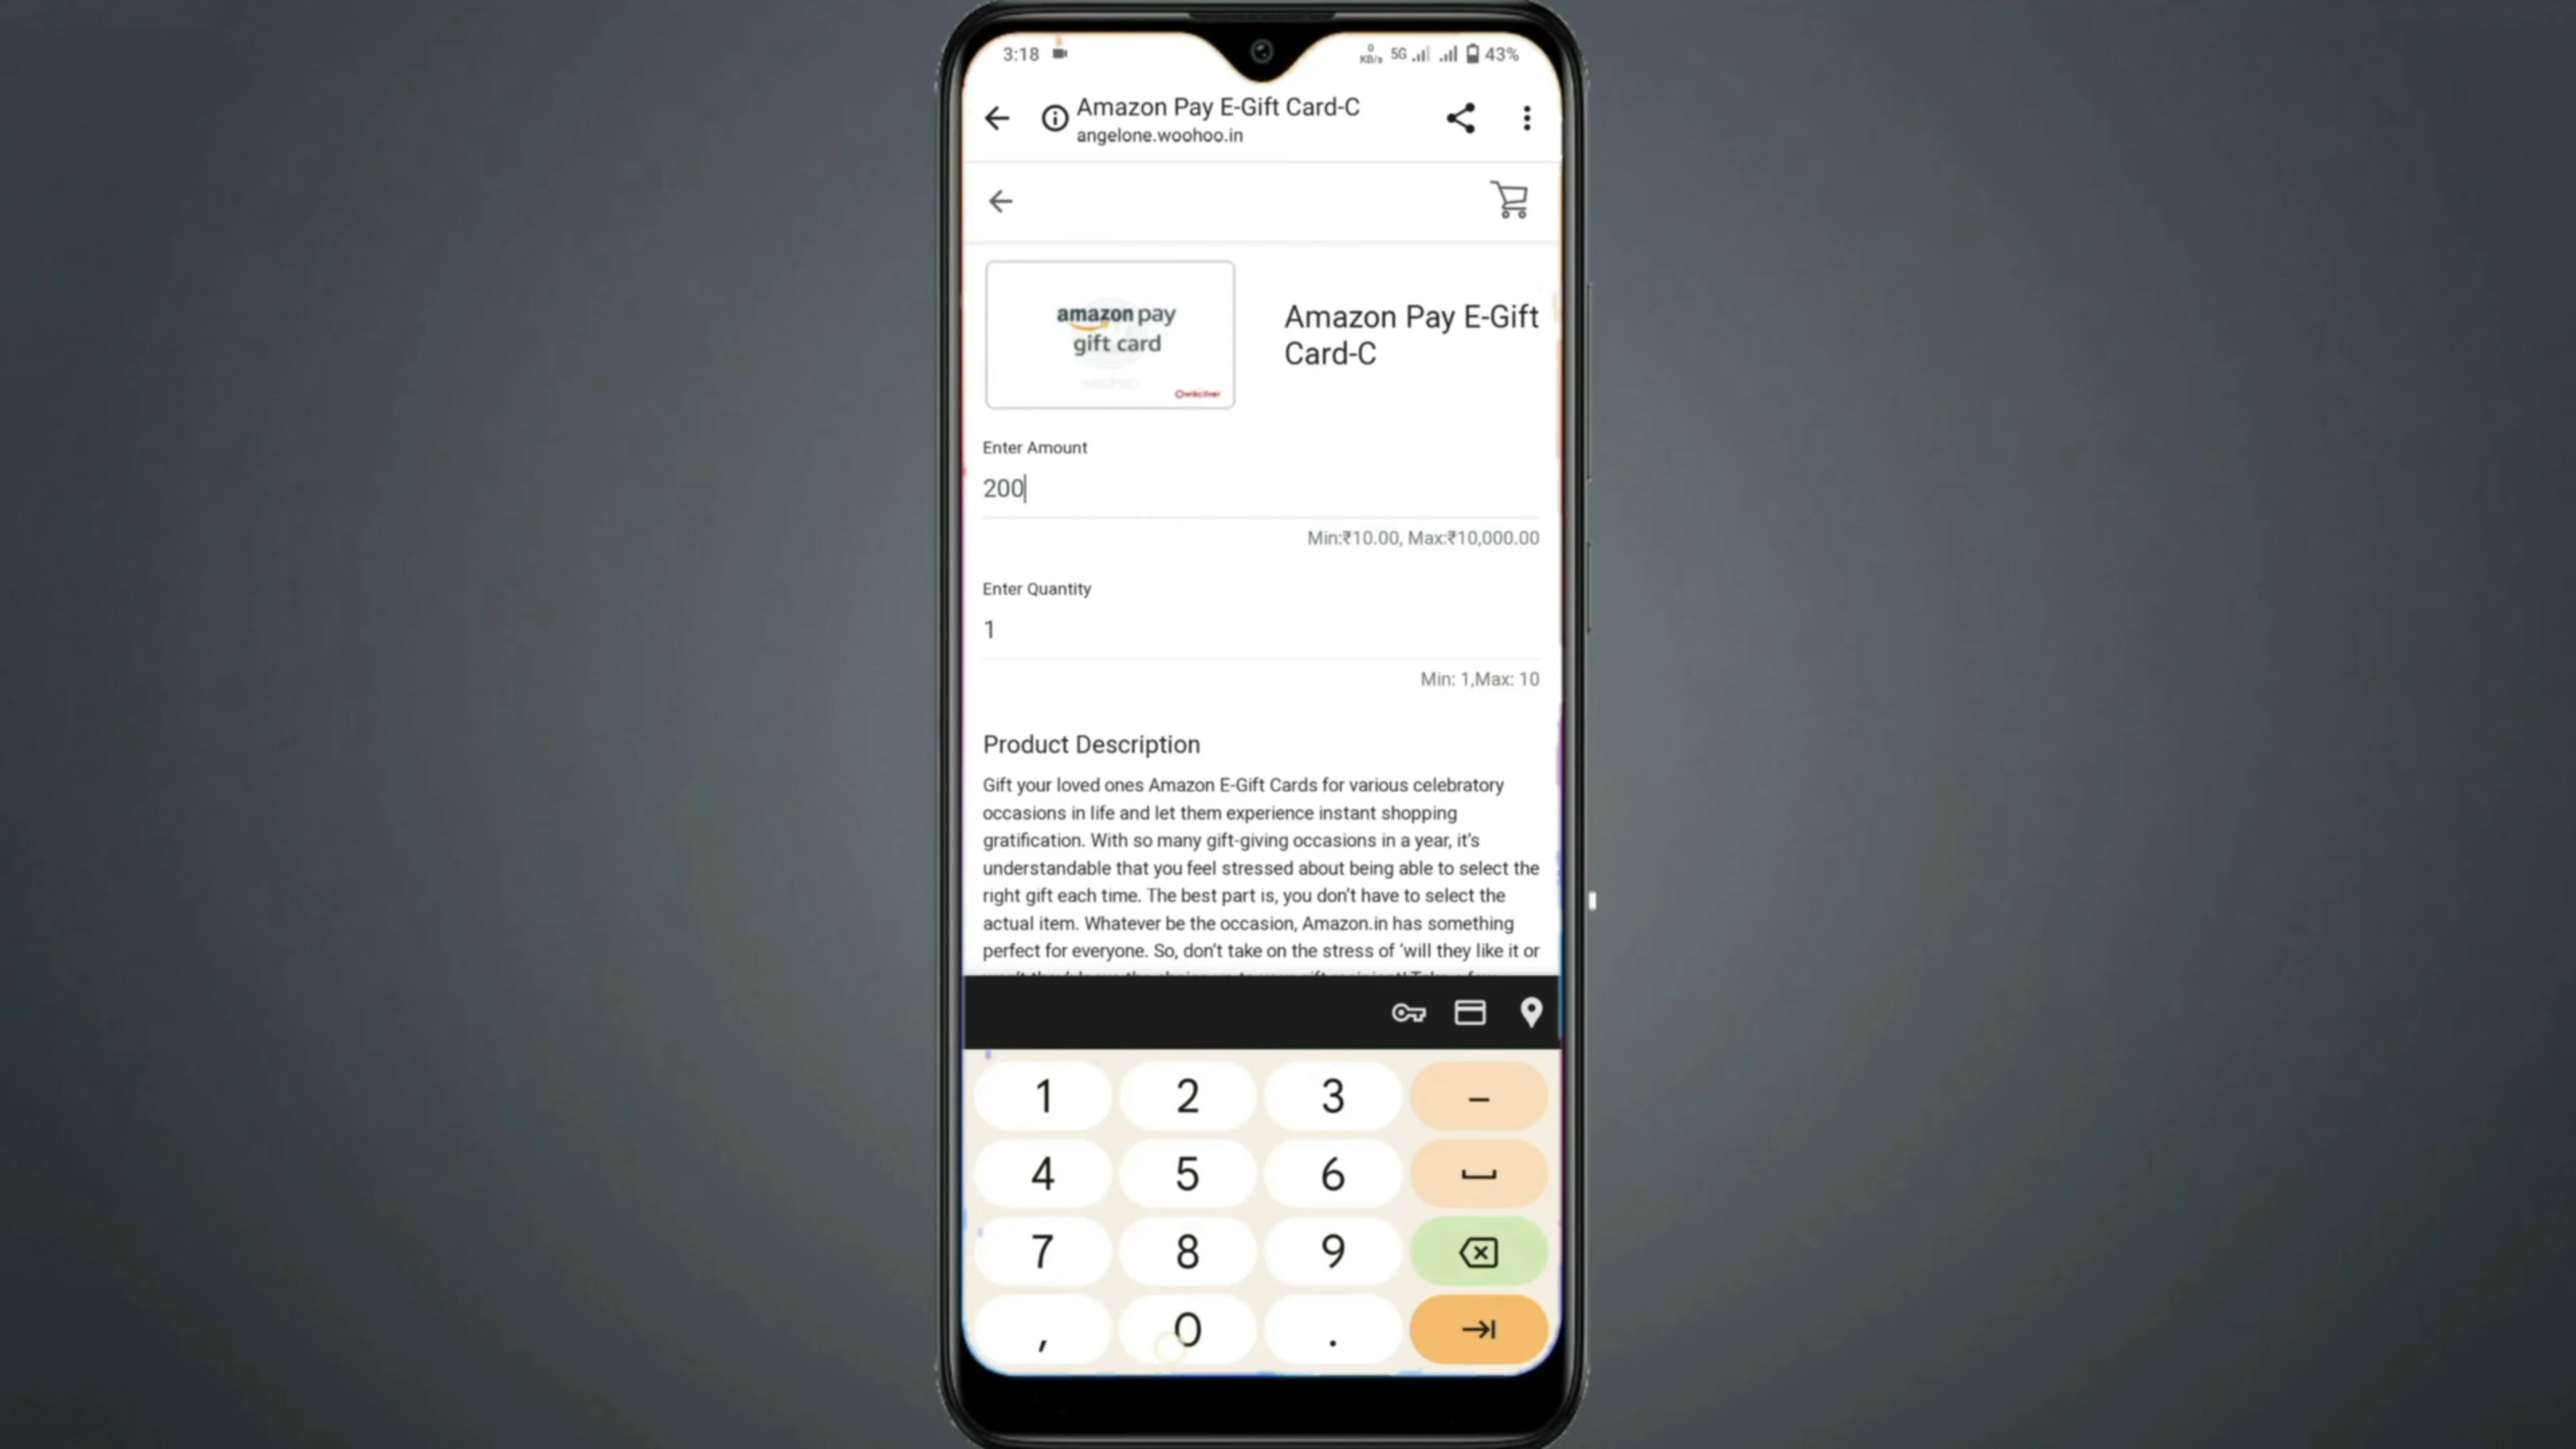 3:18
0
KB/s
5G
43%
Amazon Pay E-Gift Card-C
angelone.woohoo.in
amazon pay
gift card
woohoo
Qwikcilver
Amazon Pay E-Gift
Card-C
Enter Amount
200
Min:₹10.00, Max:₹10,000.00
Enter Quantity
1
Min: 1,Max: 10
Product Description
Gift your loved ones Amazon E-Gift Cards for various celebratory
occasions in life and let them experience instant shopping
gratification. With so many gift-giving occasions in a year, it's
understandable that you feel stressed about being able to select the
right gift each time. The best part is, you don't have to select the
actual item. Whatever be the occasion, Amazon.in has something
perfect for everyone. So, don't take on the stress of 'will they like it or
1 2 3 –
4 5 6
7 8 9
, 0 .